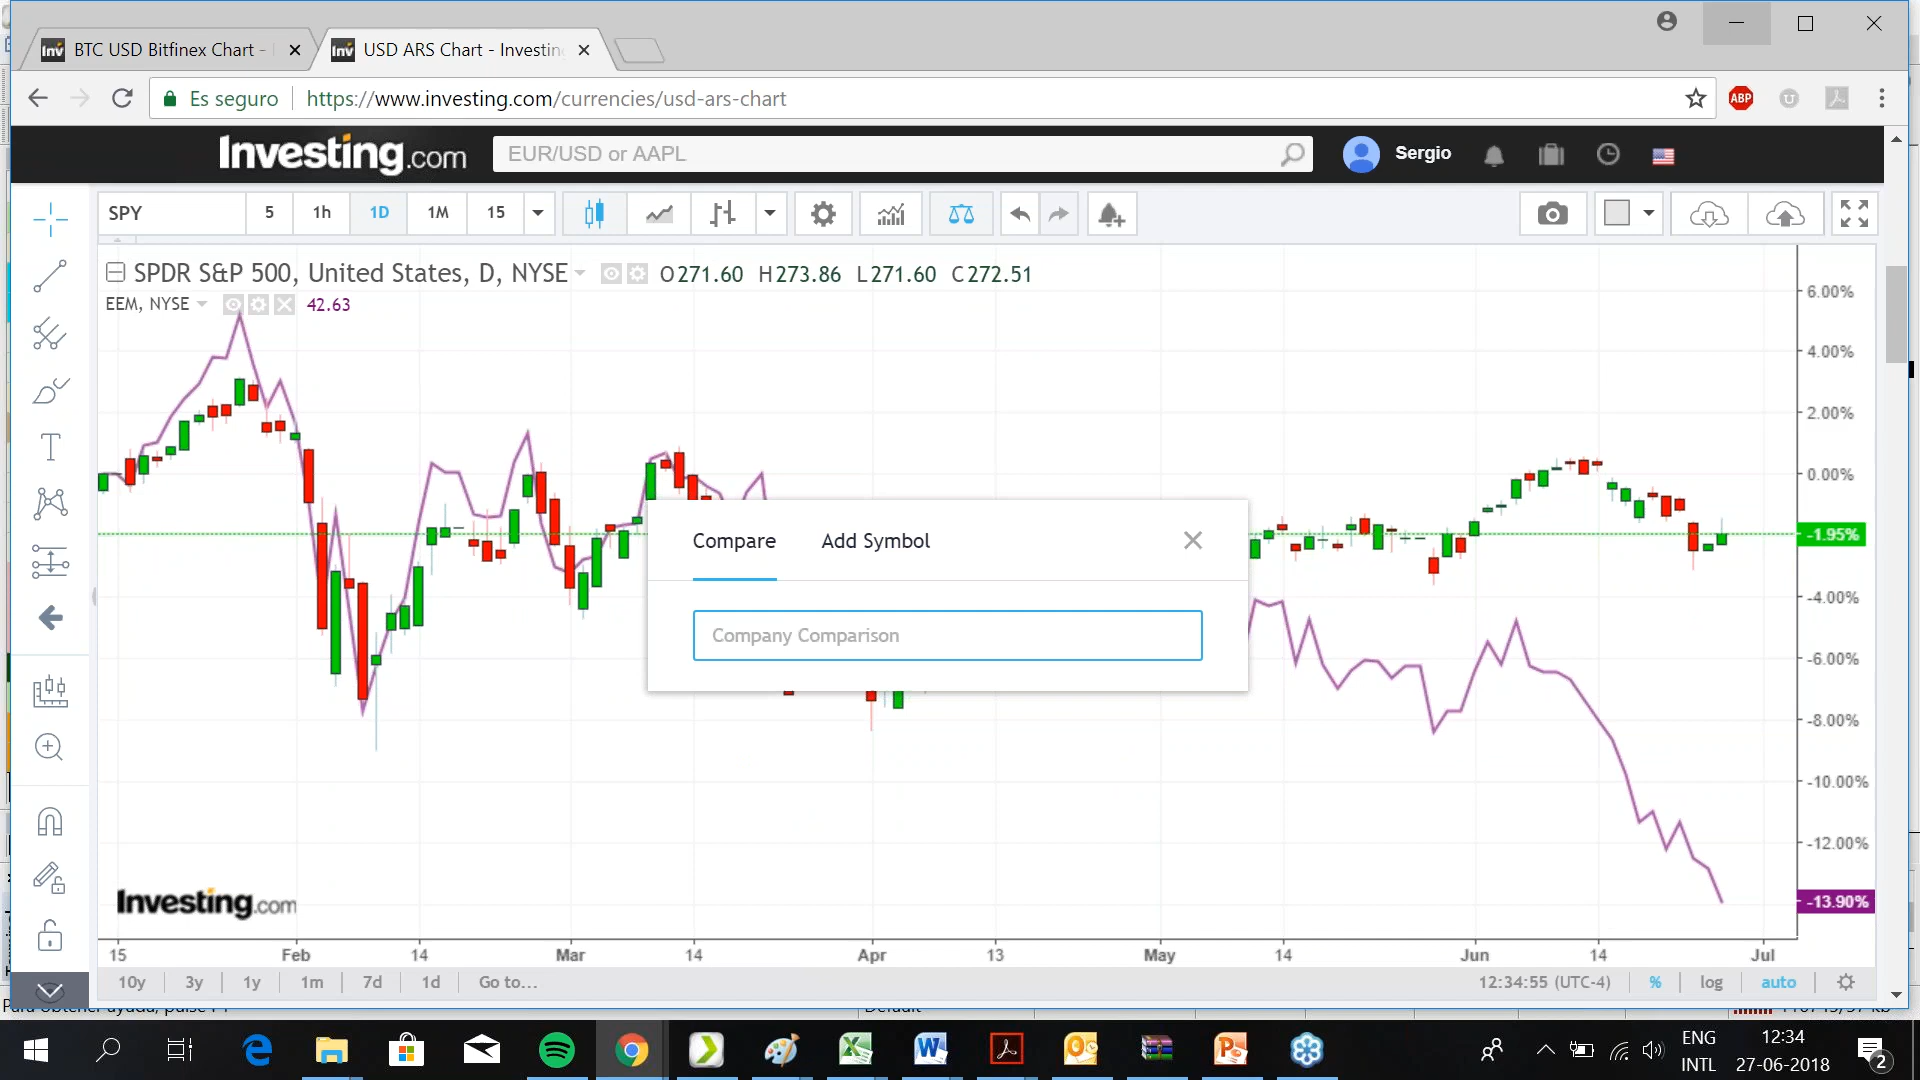 BTC USD Bitfinex Chart -
USD ARS Chart - Investin
Es seguro
https://www.investing.com/currencies/usd-ars-chart
ABP
Investing.com
EUR/USD or AAPL
Sergio
SPY
5
1h
1D
1M
15
SPDR S&P 500, United States, D, NYSE
O271.60 H273.86 L271.60 C272.51
EEM, NYSE
42.63
6.00%
4.00%
2.00%
0.00%
-1.95%
-4.00%
-6.00%
-8.00%
-10.00%
-12.00%
-13.90%
Compare
Add Symbol
Company Comparison
Investing.com
15 Feb 14 Mar 14 Apr 13 May 14 Jun 14 Jul
10y 3y 1y 1m 7d 1d Go to...
12:34:55 (UTC-4) % log auto
ENG
INTL
12:34
27-06-2018
2